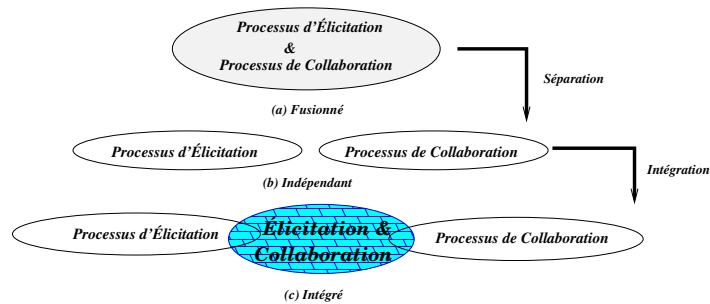 Processus d'Élicitation
&
Processus de Collaboration
(a) Fusionné
Séparation
Processus d'Élicitation
Processus de Collaboration
(b) Indépendant
Intégration
Processus d'Élicitation
Élicitation &
Collaboration
Processus de Collaboration
(c) Intégré